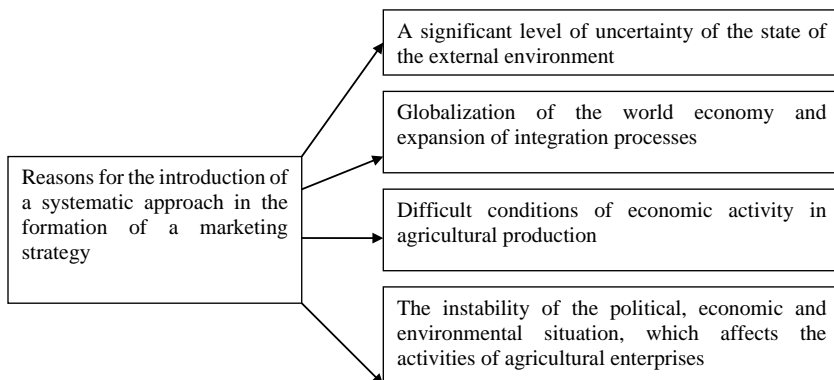 A significant level of uncertainty of the state of
the external environment
Globalization of the world economy and
expansion of integration processes
Reasons for the introduction of
a systematic approach in the
formation of a marketing
strategy
Difficult conditions of economic activity in
agricultural production
The instability of the political, economic and
environmental situation, which affects the
activities of agricultural enterprises